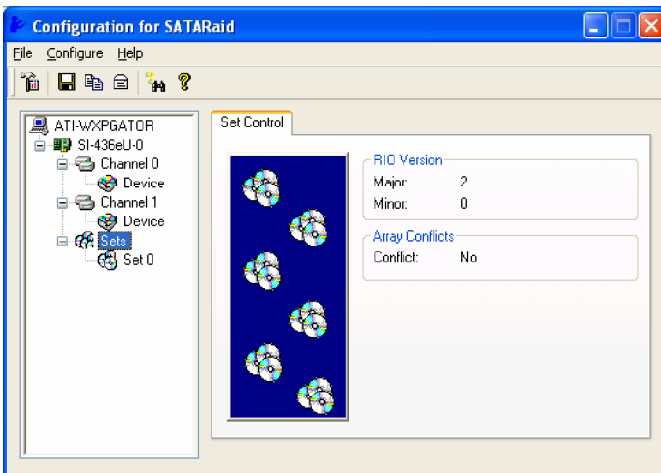 Configuration for SATARaid
File Configure Help
ATI-WXPGATOR
SI-436eU-0
Channel 0
Device
Channel 1
Device
Sets
Set 0
Set Control
RIO Version
Major: 2
Minor: 0
Array Conflicts
Conflict: No